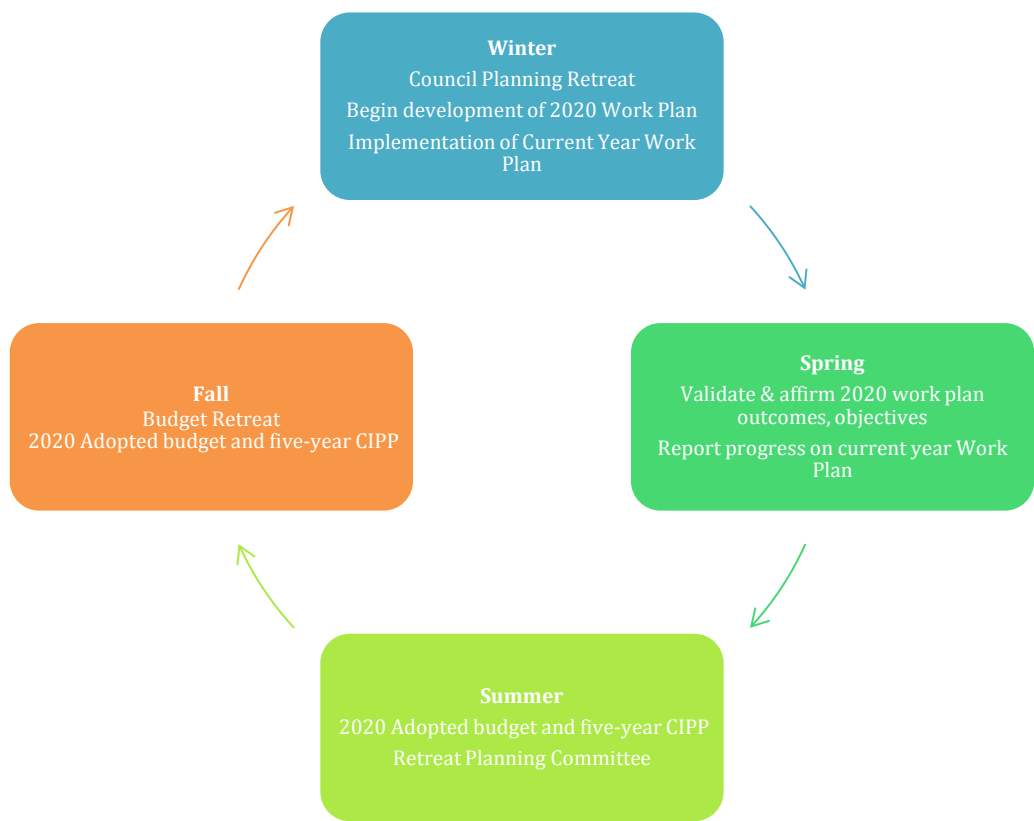 Winter
Council Planning Retreat
Begin development of 2020 Work Plan
Implementation of Current Year Work
Plan
Spring
Validate & affirm 2020 work plan
outcomes, objectives
Report progress on current year Work
Plan
Summer
2020 Adopted budget and five-year CIPP
Retreat Planning Committee
Fall
Budget Retreat
2020 Adopted budget and five-year CIPP